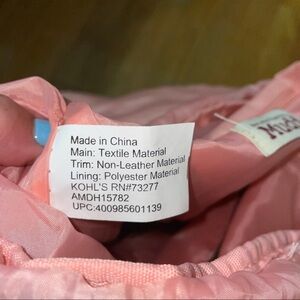 Made in China
Main: Textile Material
Trim: Non-Leather Material
Lining: Polyester Material
KOHL'S RN#73277
AMDH15782
UPC:400985601139